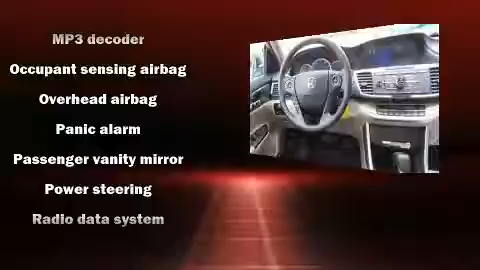 MP3 decoder
Occupant sensing airbag
Overhead airbag
Panic alarm
Passenger vanity mirror
Power steering
Radio data system